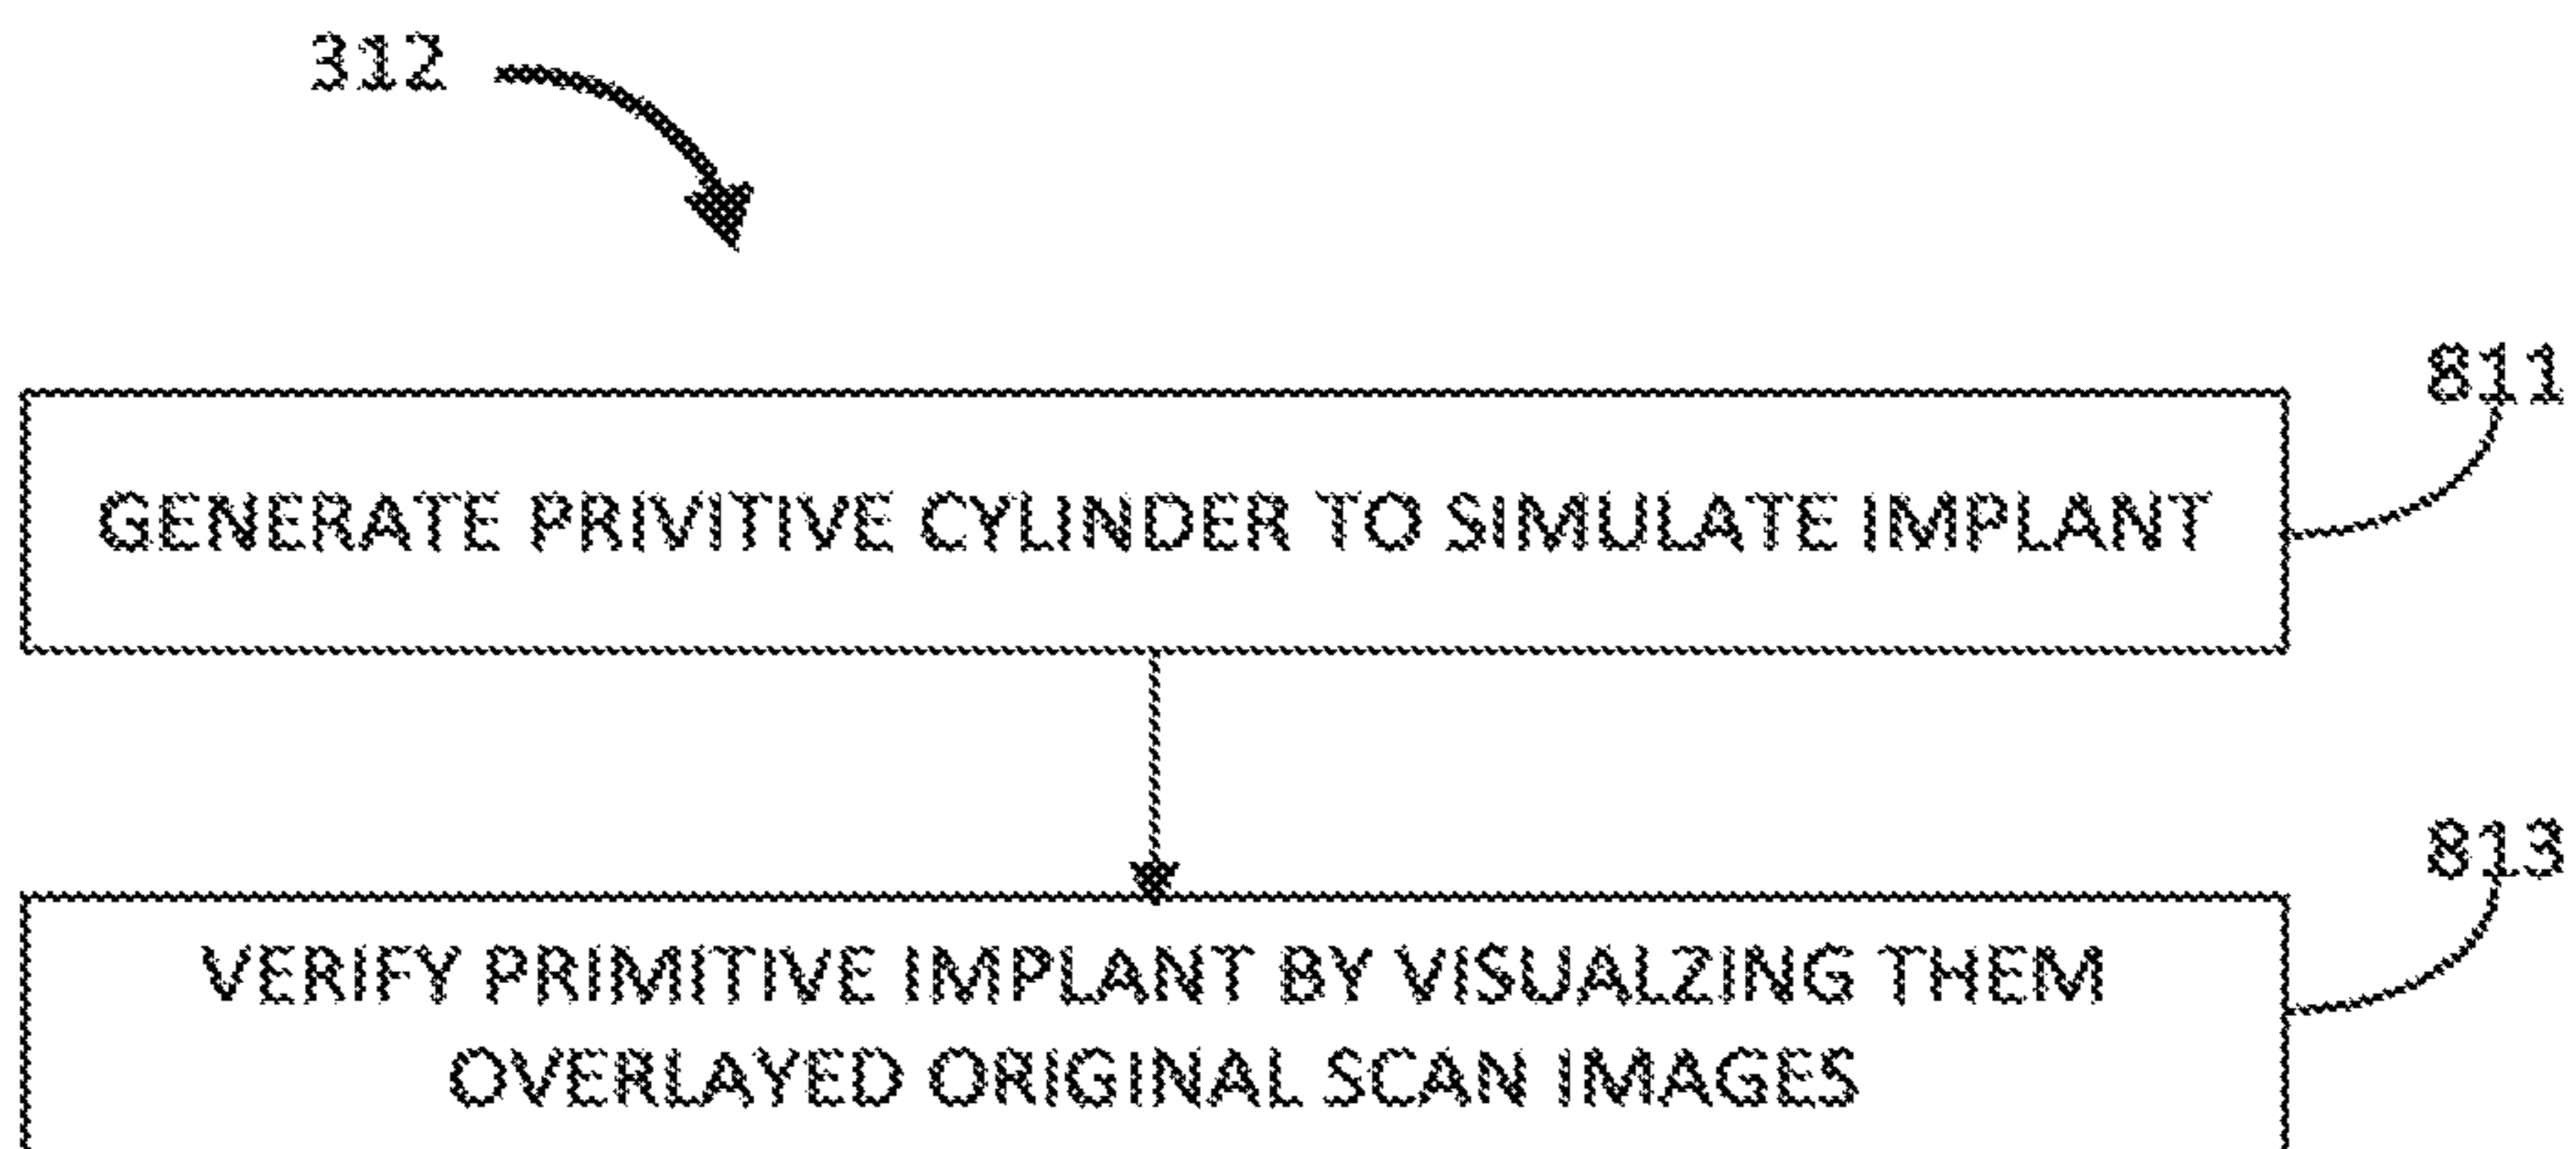 312
811
GENERATE PRIVITIVE CYLINDER TO SIMULATE IMPLANT
813
VERIFY PRIMITIVE IMPLANT BY VISUALZING THEM
OVERLAYED ORIGINAL SCAN IMAGES